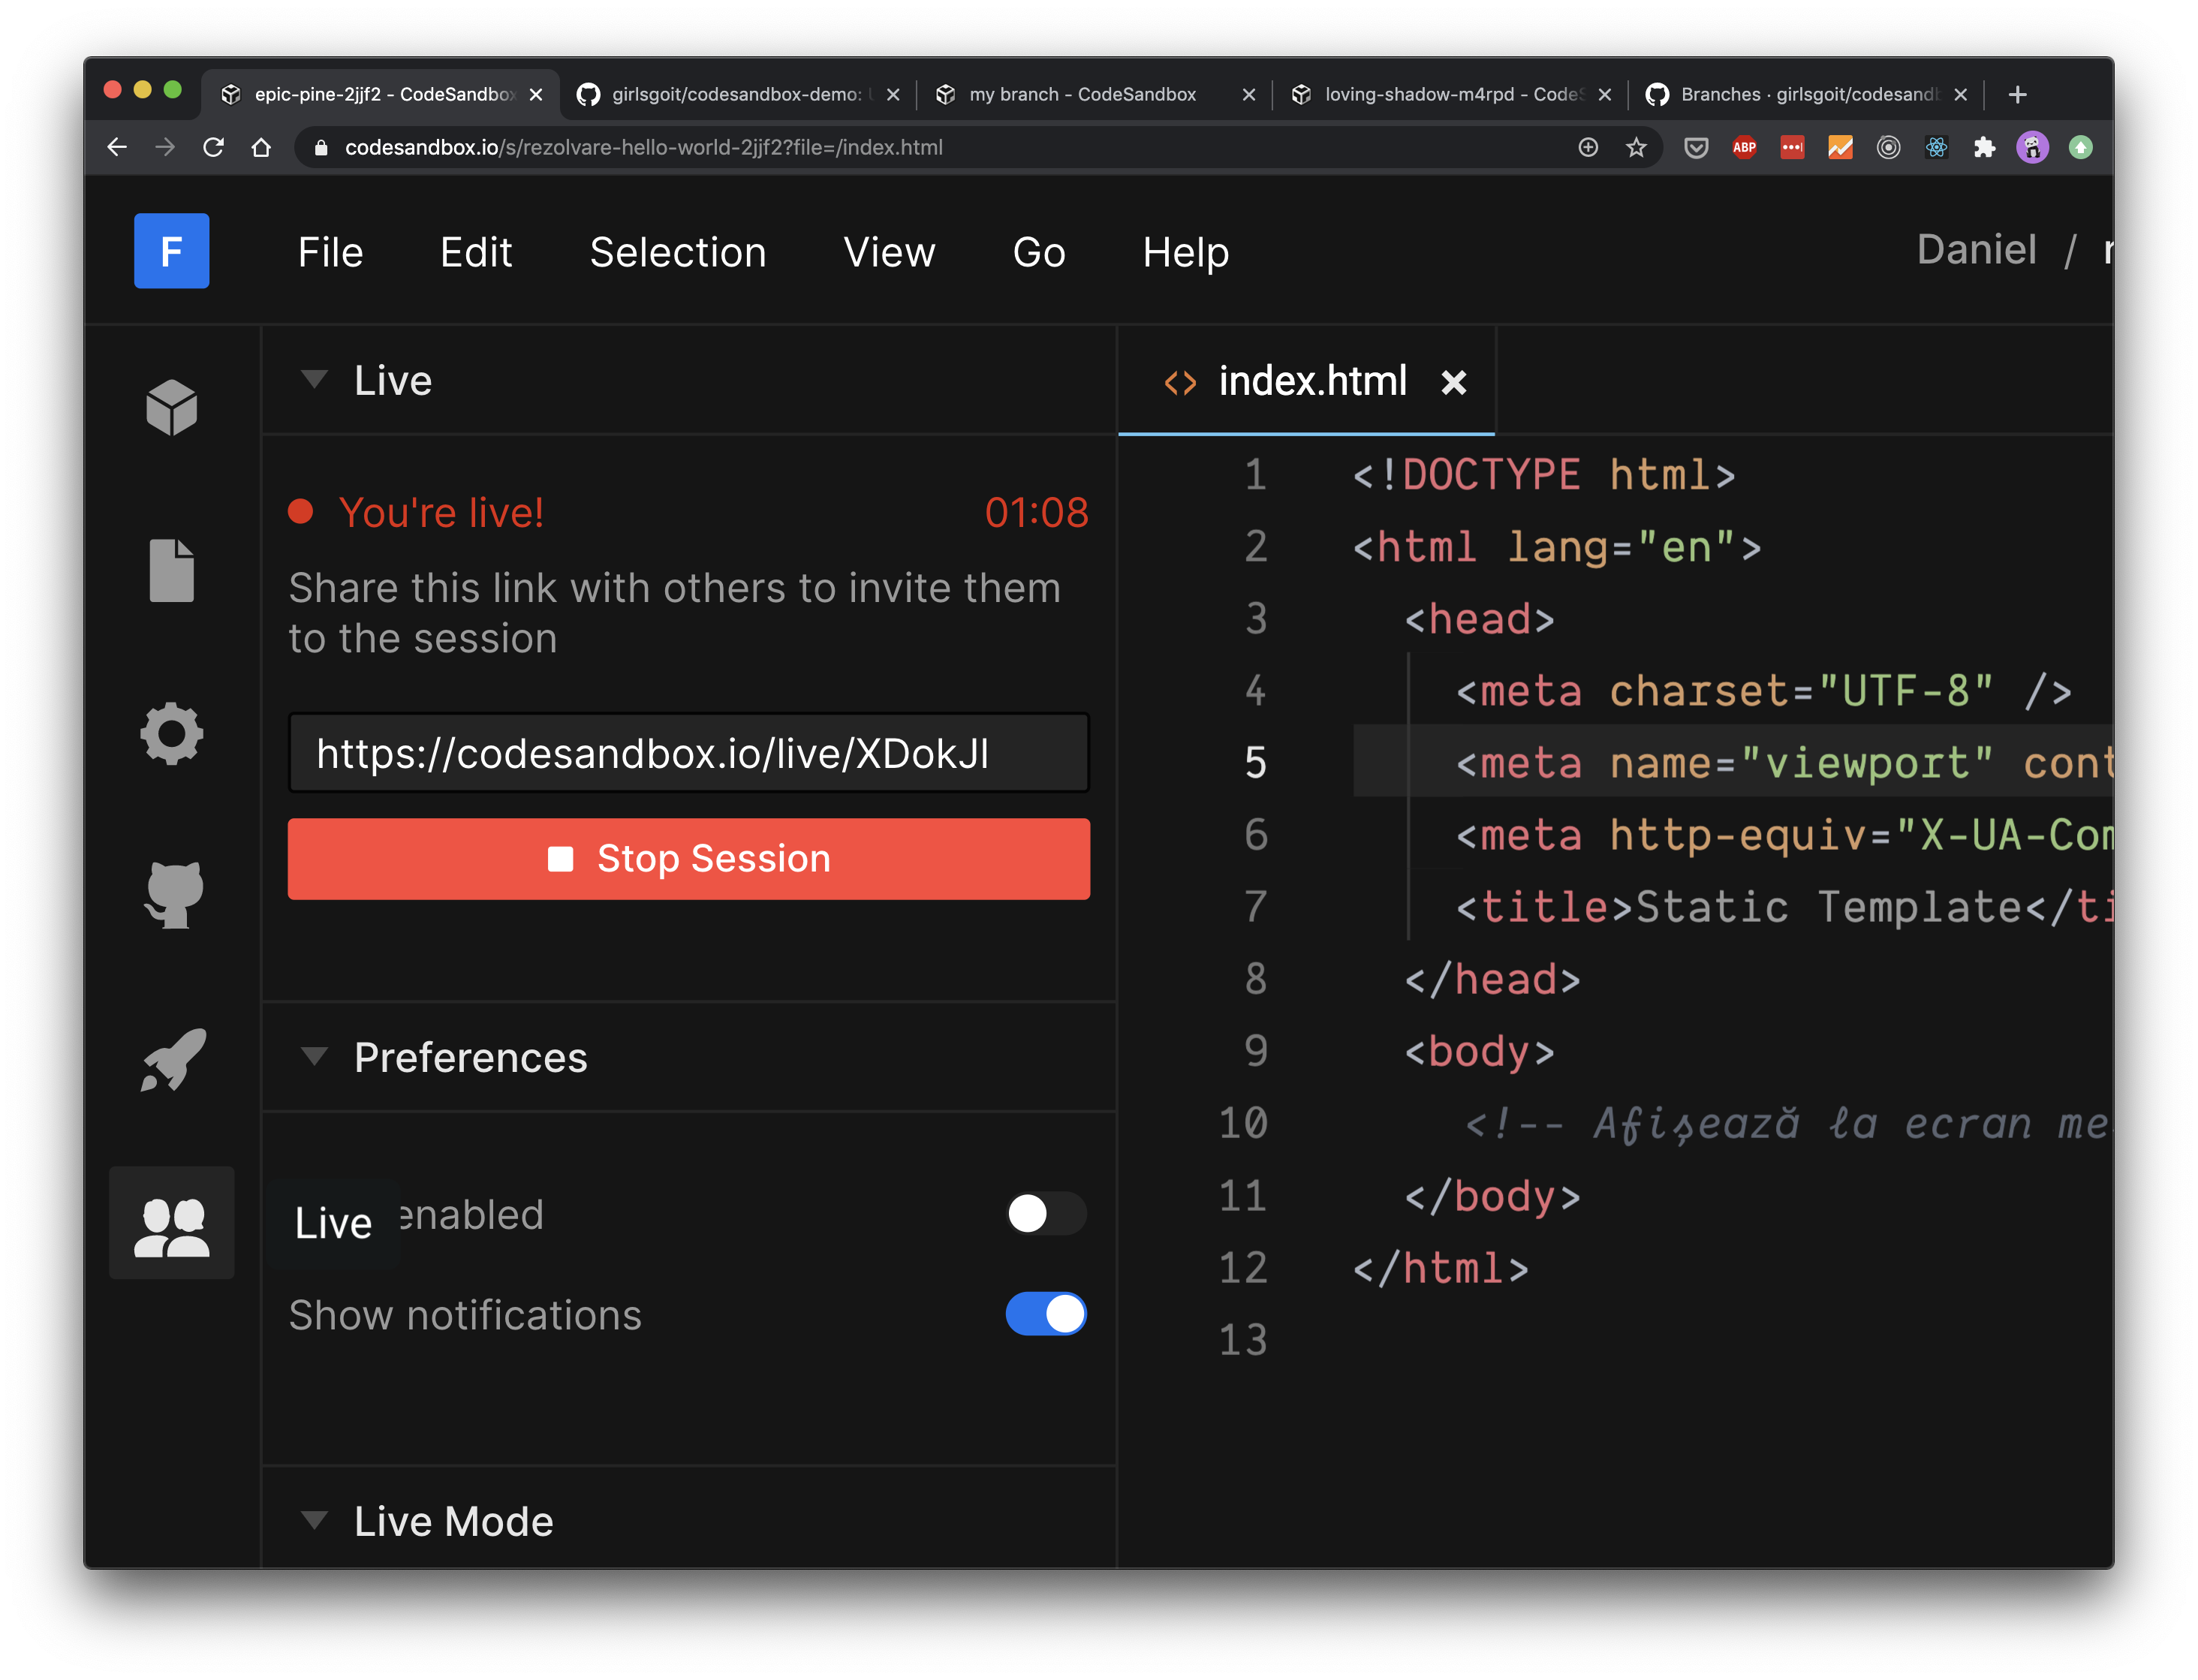 epic-pine-2jjf2 - CodeSandbox
girlsgoit/codesandbox-demo:
my branch - CodeSandbox
loving-shadow-m4rpd - CodeS
Branches · girlsgoit/codesandb
codesandbox.io/s/rezolvare-hello-world-2jjf2?file=/index.html
ABP
F
File
Edit
Selection
View
Go
Help
Daniel /
Live
You're live!
01:08
Share this link with others to invite them
to the session
https://codesandbox.io/live/XDokJl
Stop Session
Preferences
Live
enabled
Show notifications
Live Mode
index.html
1 <!DOCTYPE html>
2 <html lang="en">
3 <head>
4 <meta charset="UTF-8" />
5 <meta name="viewport" cont
6 <meta http-equiv="X-UA-Com
7 <title>Static Template</ti
8 </head>
9 <body>
10 <!-- Afișează la ecran me
11 </body>
12 </html>
13